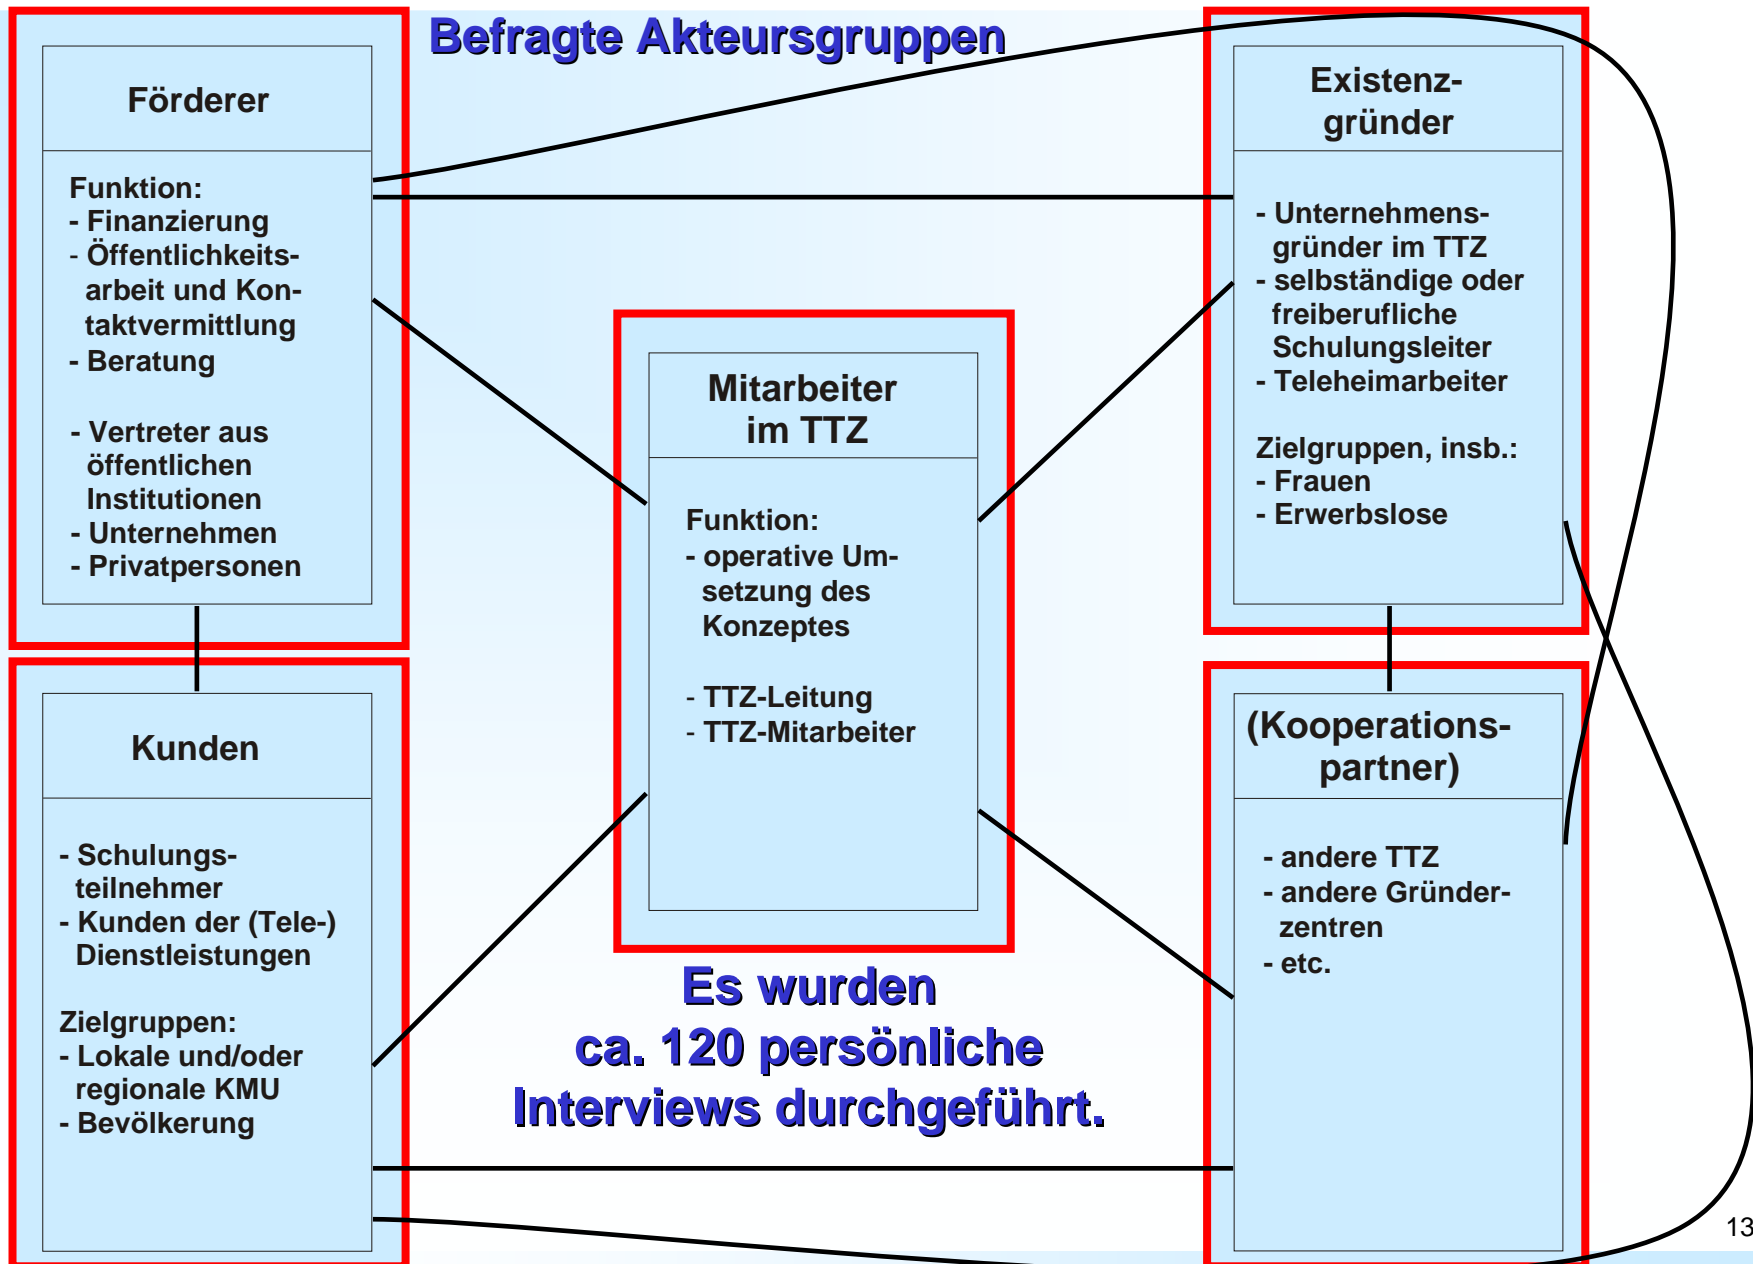 Befragte Akteursgruppen
Förderer
Funktion:
- Finanzierung
- Öffentlichkeits-
arbeit und Kon-
taktvermittlung
- Beratung
- Vertreter aus
öffentlichen
Institutionen
- Unternehmen
- Privatpersonen
Existenz-
gründer
- Unternehmens-
gründer im TTZ
- selbständige oder
freiberufliche
Schulungsleiter
- Teleheimarbeiter
Zielgruppen, insb.:
- Frauen
- Erwerbslose
Mitarbeiter
im TTZ
Funktion:
- operative Um-
setzung des
Konzeptes
- TTZ-Leitung
- TTZ-Mitarbeiter
Kunden
- Schulungs-
teilnehmer
- Kunden der (Tele-)
Dienstleistungen
Zielgruppen:
- Lokale und/oder
regionale KMU
- Bevölkerung
(Kooperations-
partner)
- andere TTZ
- andere Gründer-
zentren
- etc.
Es wurden
ca. 120 persönliche
Interviews durchgeführt.
13